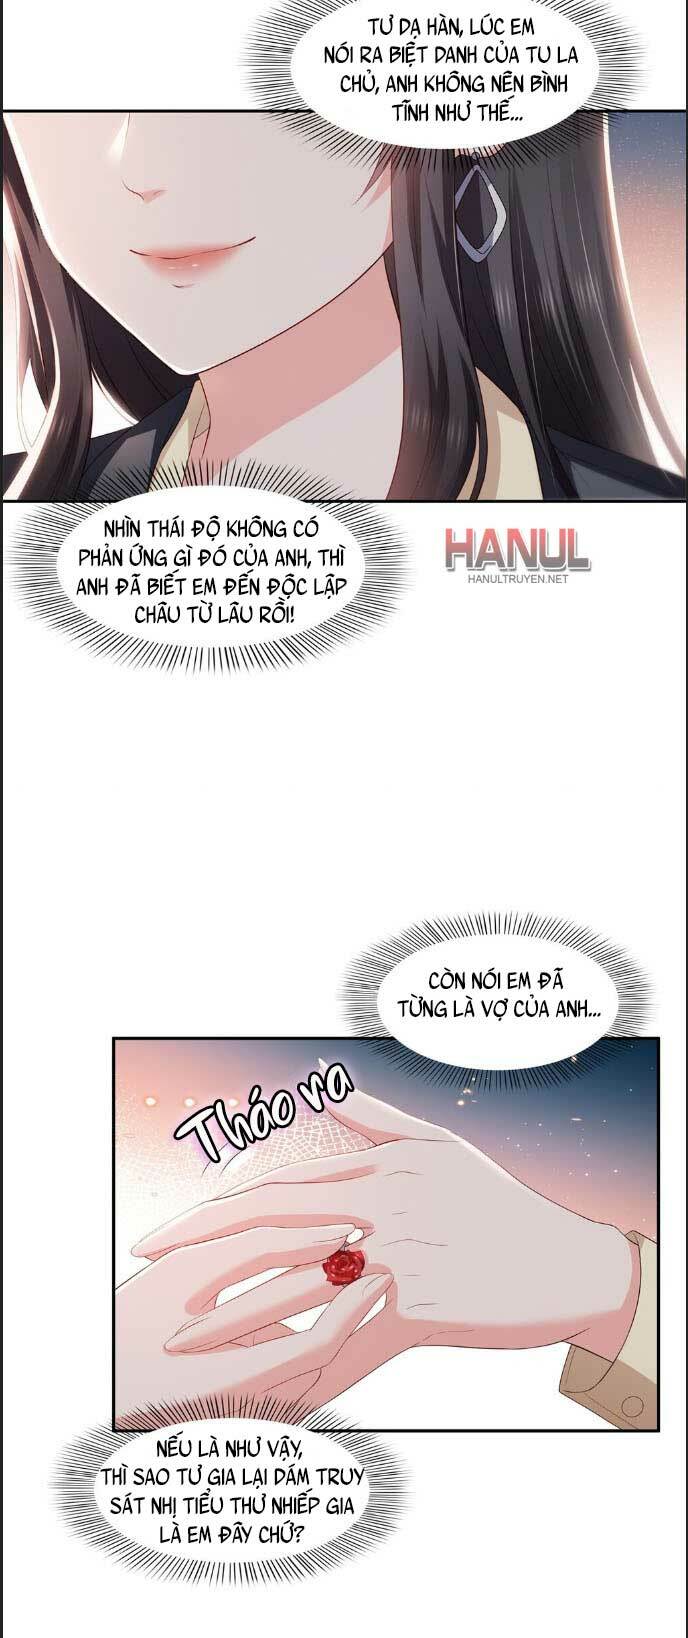 TƯ DẠ HÀN, LÚC EM
NÓI RA BIỆT DANH CỦA TU LA
CHỦ, ANH KHÔNG NÊN BÌNH
TĨNH NHƯ THẾ...
NHÌN THÁI ĐỘ KHÔNG CÓ
PHẢN ỨNG GÌ ĐÓ CỦA ANH, THÌ
ANH ĐÃ BIẾT EM ĐẾN ĐỘC LẬP
CHÂU TỪ LÂU RỒI!
HANUL
HANULTRUYEN.NET
CÒN NÓI EM ĐÃ
TỪNG LÀ VỢ CỦA ANH...
Tháo ra
NẾU LÀ NHƯ VẬY,
THÌ SAO TƯ GIA LẠI DÁM TRUY
SÁT NHỊ TIỂU THƯ NHIẾP GIA
LÀ EM ĐÂY CHỨ?